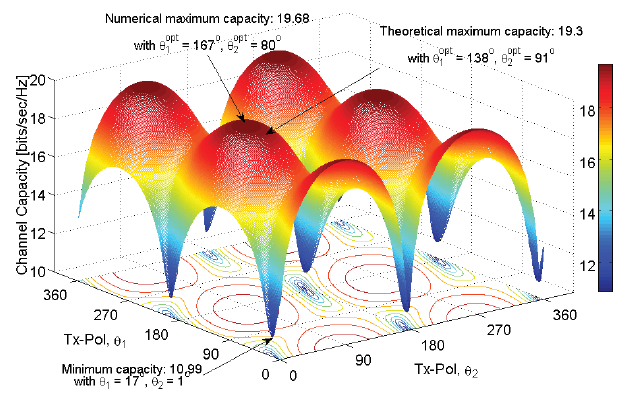 Numerical maximum capacity: 19.68
with θ₁ᵒᵖᵗ = 167°, θ₂ᵒᵖᵗ = 80°
Theoretical maximum capacity: 19.3
with θ₁ᵒᵖᵗ = 138°, θ₂ᵒᵖᵗ = 91°
Channel Capacity [bits/sec/Hz]
20
18
16
14
12
10
360
270
180
90
0
Tx-Pol, θ₁
0
90
180
270
360
Tx-Pol, θ₂
Minimum capacity: 10.99
with θ₁ = 17°, θ₂ = 1°
18
16
14
12